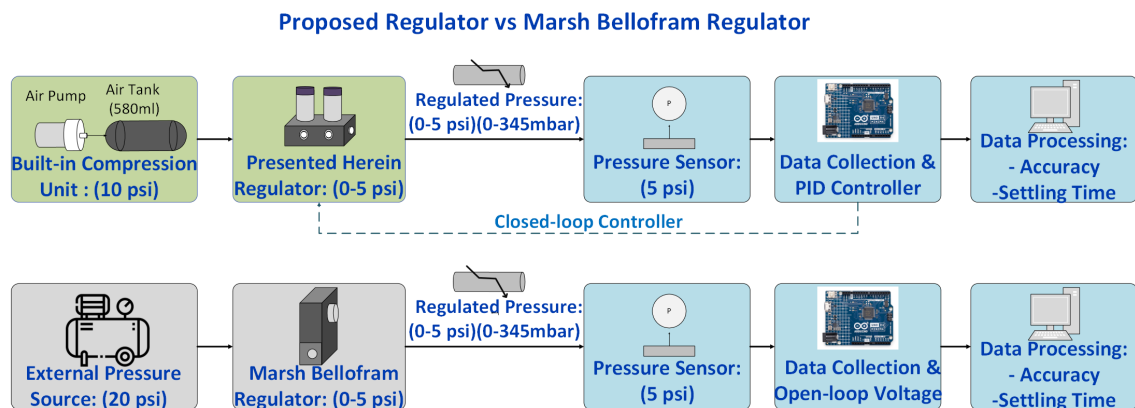 Proposed Regulator vs Marsh Bellofram Regulator
Air Pump
Air Tank
(580ml)
Built-in Compression
Unit : (10 psi)
Presented Herein
Regulator: (0-5 psi)
Regulated Pressure:
(0-5 psi)(0-345mbar)
P
Pressure Sensor:
(5 psi)
Data Collection &
PID Controller
Data Processing:
- Accuracy
-Settling Time
Closed-loop Controller
External Pressure
Source: (20 psi)
Marsh Bellofram
Regulator: (0-5 psi)
Regulated Pressure:
(0-5 psi)(0-345mbar)
P
Pressure Sensor:
(5 psi)
Data Collection &
Open-loop Voltage
Data Processing:
- Accuracy
-Settling Time